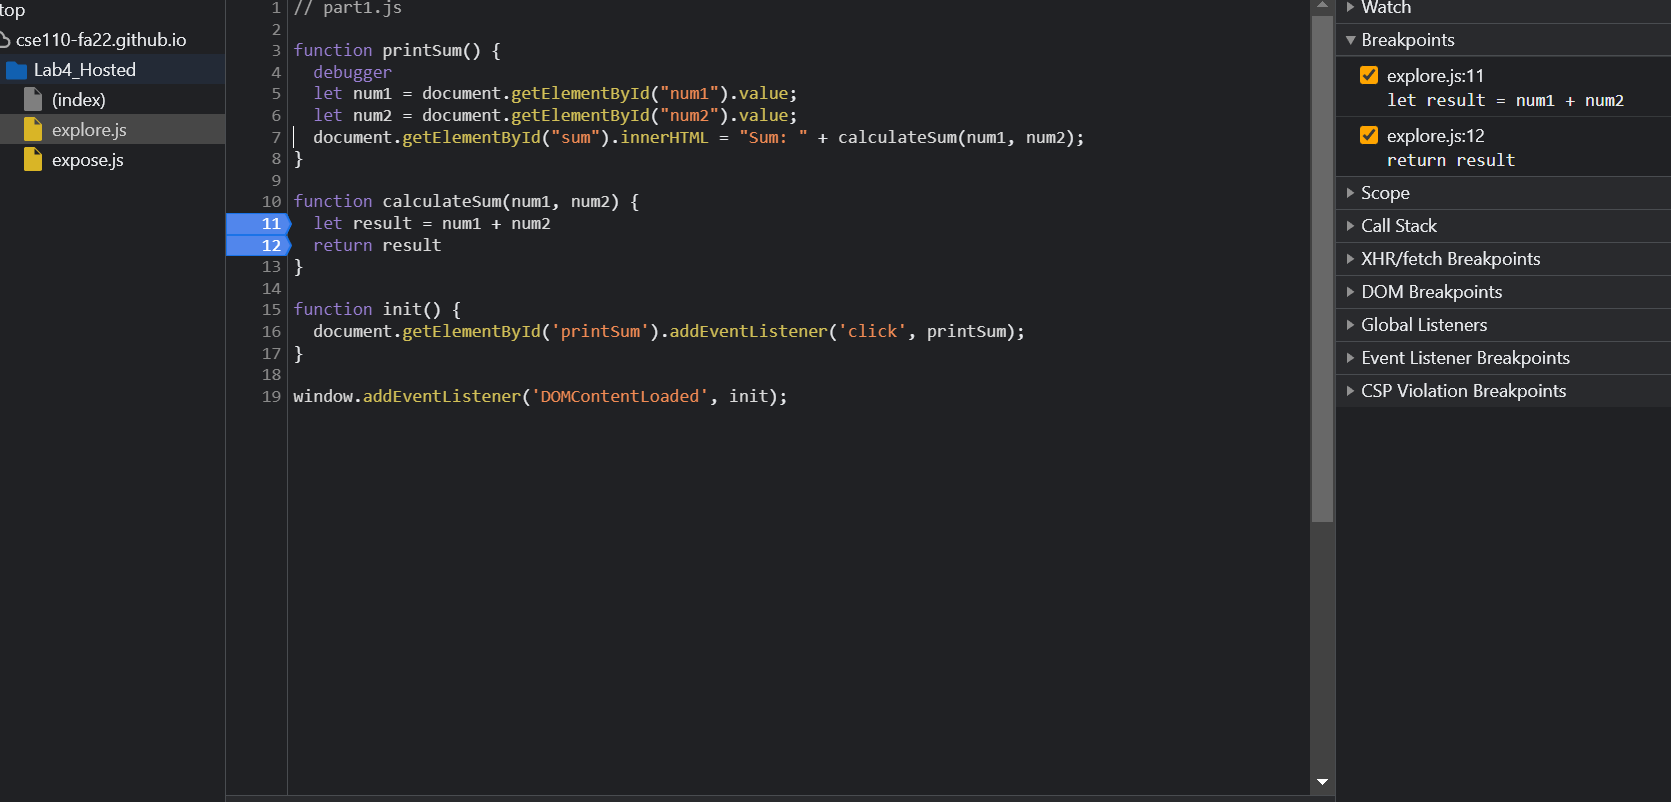 top
cse110-fa22.github.io
Lab4_Hosted
(index)
explore.js
expose.js
1 // part1.js
2
3 function printSum() {
4   debugger
5   let num1 = document.getElementById("num1").value;
6   let num2 = document.getElementById("num2").value;
7   document.getElementById("sum").innerHTML = "Sum: " + calculateSum(num1, num2);
8 }
9
10 function calculateSum(num1, num2) {
11   let result = num1 + num2
12   return result
13 }
14
15 function init() {
16   document.getElementById('printSum').addEventListener('click', printSum);
17 }
18
19 window.addEventListener('DOMContentLoaded', init);
Watch
Breakpoints
explore.js:11
let result = num1 + num2
explore.js:12
return result
Scope
Call Stack
XHR/fetch Breakpoints
DOM Breakpoints
Global Listeners
Event Listener Breakpoints
CSP Violation Breakpoints